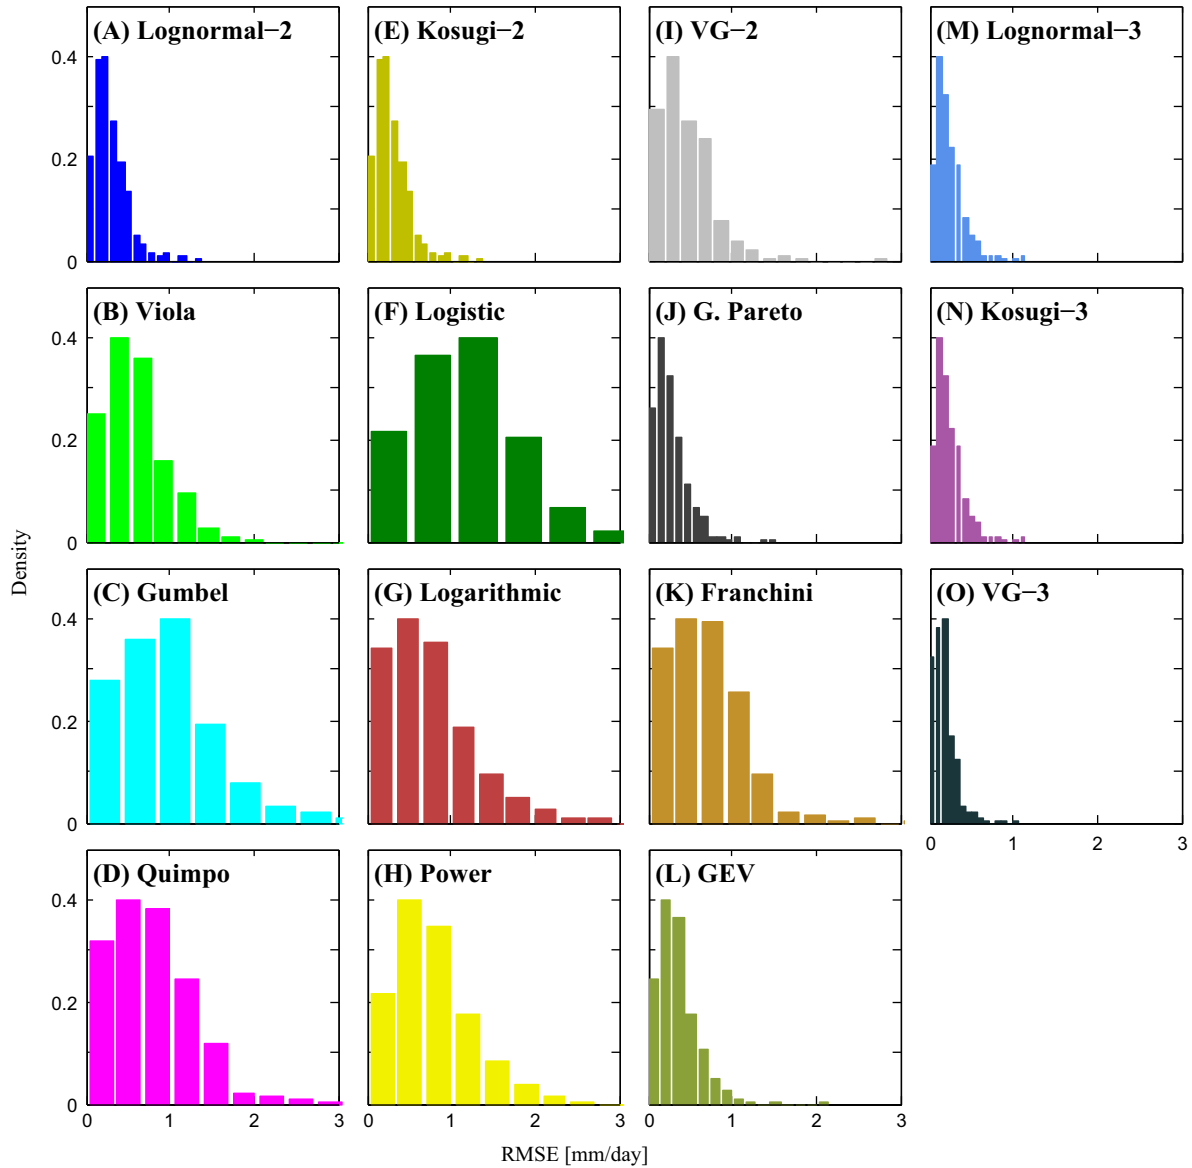 (A) Lognormal−2
(E) Kosugi−2
(I) VG−2
(M) Lognormal−3
0.4
0.2
0
(B) Viola
(F) Logistic
(J) G. Pareto
(N) Kosugi−3
0.4
0.2
0
Density
(C) Gumbel
(G) Logarithmic
(K) Franchini
(O) VG−3
0.4
0.2
0
0 1 2 3
(D) Quimpo
(H) Power
(L) GEV
0.4
0.2
0
0 1 2 3
0 1 2 3
0 1 2 3
RMSE [mm/day]